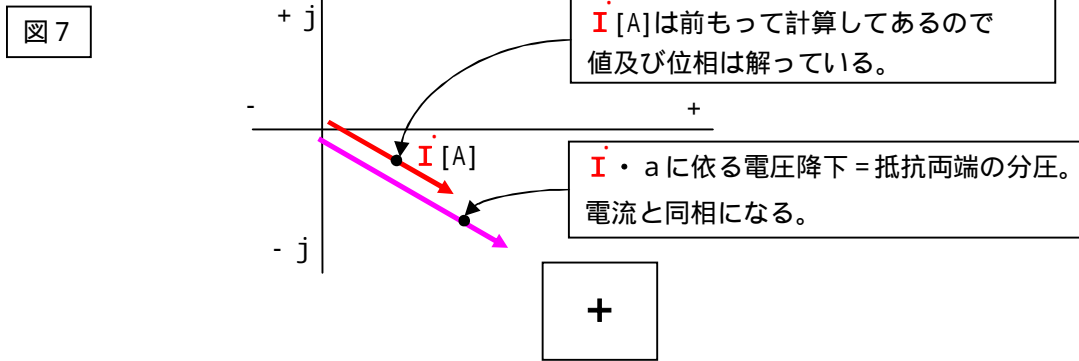 図７
+ j
İ[A]は前もって計算してあるので
値及び位相は解っている。
-
+
İ[A]
İ・ａに依る電圧降下=抵抗両端の分圧。
電流と同相になる。
- j
+